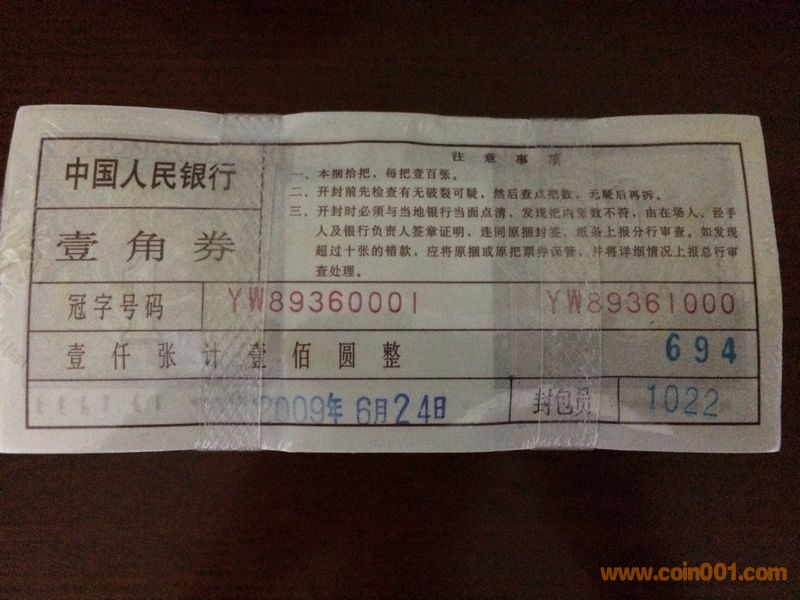 中国人民银行
壹角券
注意事项
一、本捆拾把，每把壹百张。
二、开封前先检查有无破裂可疑，然后查点把数，无疑后再拆。
三、开封时必须与当地银行当面点清，发现把内张数不符，由在场人，经手
人及银行负责人签章证明，连同原捆封签，纸条上报分行审查。如发现
超过十张的错款，应将原捆或原把票券保管，并将详细情况上报总行审
查处理。
冠字号码 YW89360001 YW89361000
壹仟张计壹佰圆整 694
2009年6月24日 封包员 1022
www.coin001.com